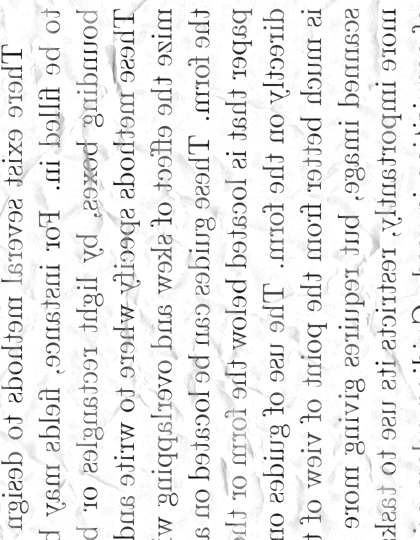 There exist several methods to design
to be filled in. For instance, fields may
bounding boxes, by light rectangles or
These methods specify where to write and
mize the effect of skew and overlapping
the form. These guides can be located on a
paper that is located below the form or
directly on the form. The use of guides on
is much better from the point of view of
scanned image, but requires giving more
more importantly, restricts its use to task